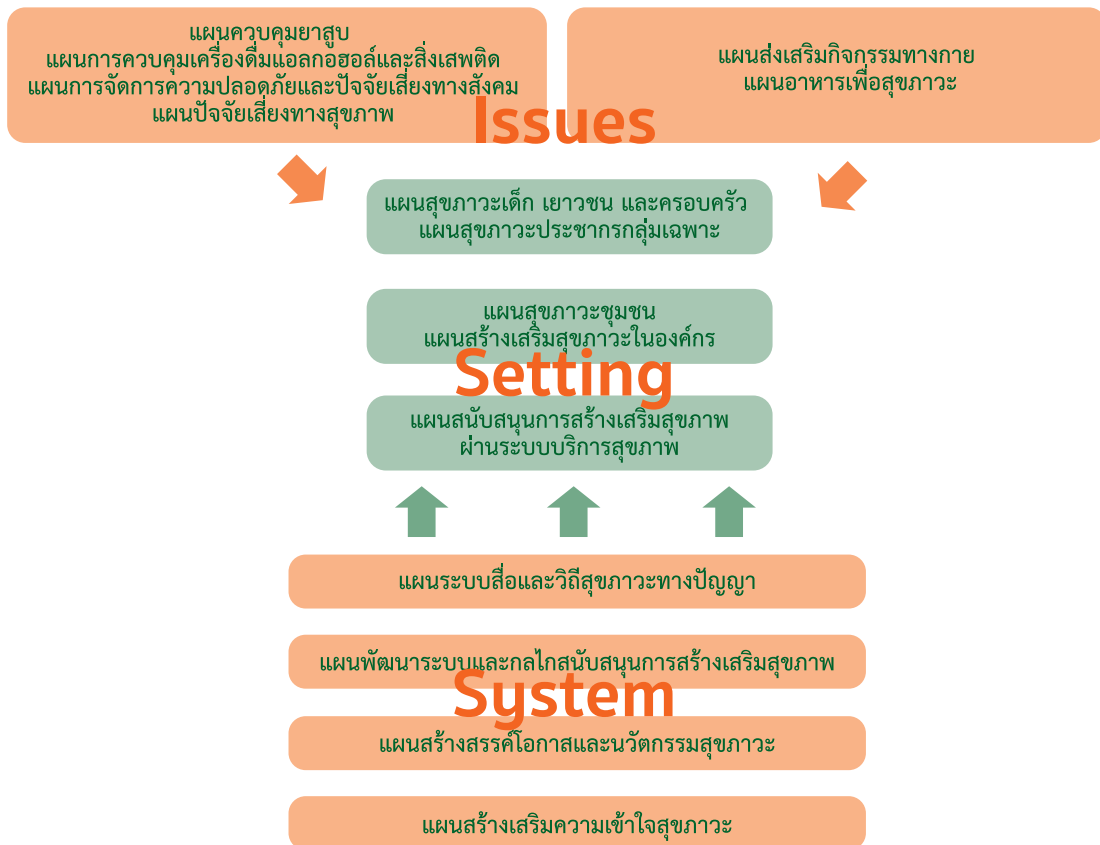 แผนควบคุมยาสูบ
แผนการควบคุมเครื่องดื่มแอลกอฮอล์และสิ่งเสพติด
แผนการจัดการความปลอดภัยและปัจจัยเสี่ยงทางสังคม
แผนปัจจัยเสี่ยงทางสุขภาพ
แผนส่งเสริมกิจกรรมทางกาย
แผนอาหารเพื่อสุขภาวะ
Issues
แผนสุขภาวะเด็ก เยาวชน และครอบครัว
แผนสุขภาวะประชากรกลุ่มเฉพาะ
แผนสุขภาวะชุมชน
แผนสร้างเสริมสุขภาวะในองค์กร
Setting
แผนสนับสนุนการสร้างเสริมสุขภาพ
ผ่านระบบบริการสุขภาพ
แผนระบบสื่อและวิถีสุขภาวะทางปัญญา
แผนพัฒนาระบบและกลไกสนับสนุนการสร้างเสริมสุขภาพ
System
แผนสร้างสรรค์โอกาสและนวัตกรรมสุขภาวะ
แผนสร้างเสริมความเข้าใจสุขภาวะ